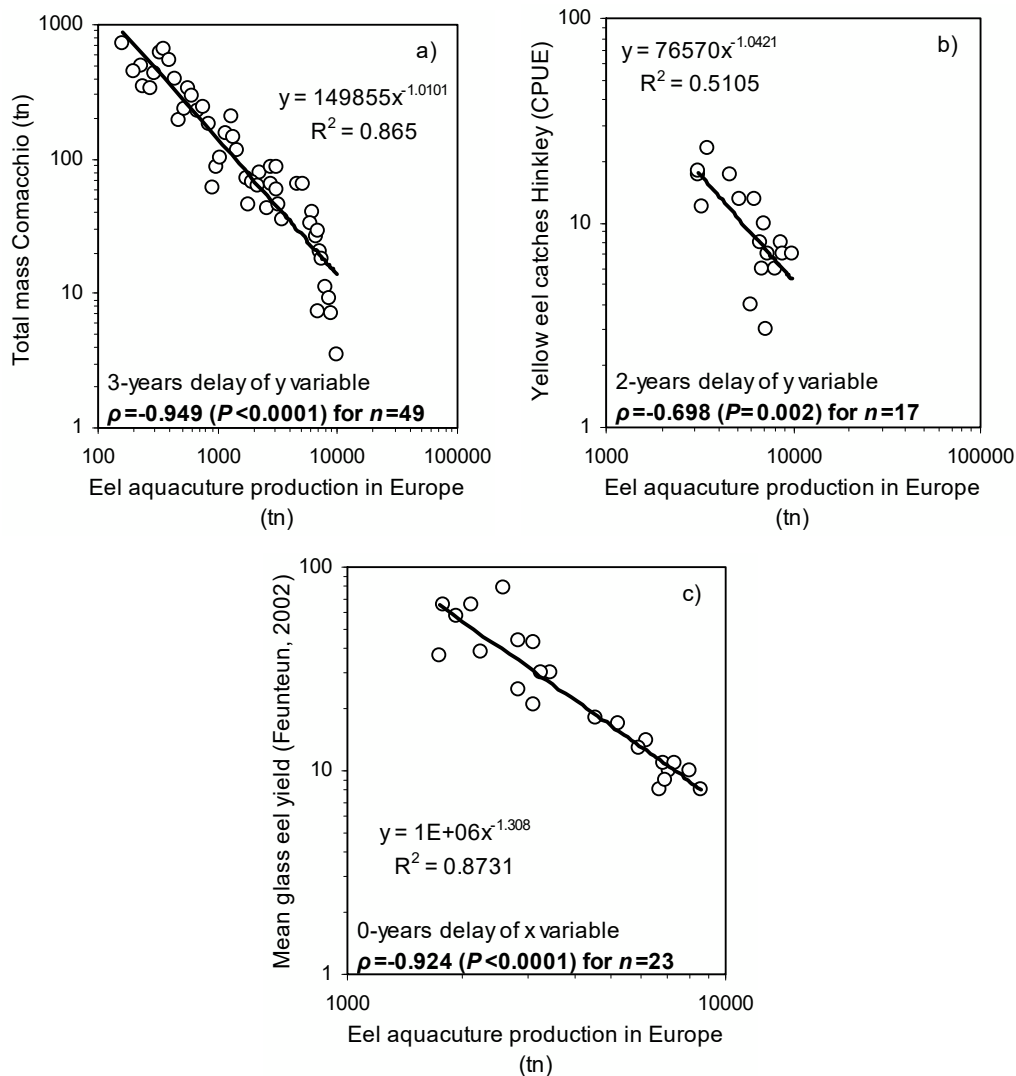 a)
1000
100
10
1
Total mass Comacchio (tn)
y = 149855x^-1.0101
R² = 0.865
3-years delay of y variable
ρ=-0.949 (P<0.0001) for n=49
100 1000 10000 100000
Eel aquacuture production in Europe
(tn)
b)
100
10
1
Yellow eel catches Hinkley (CPUE)
y = 76570x^-1.0421
R² = 0.5105
2-years delay of y variable
ρ=-0.698 (P=0.002) for n=17
1000 10000 100000
Eel aquacuture production in Europe
(tn)
c)
100
10
1
Mean glass eel yield (Feunteun, 2002)
y = 1E+06x^-1.308
R² = 0.8731
0-years delay of x variable
ρ=-0.924 (P<0.0001) for n=23
1000 10000
Eel aquacuture production in Europe
(tn)